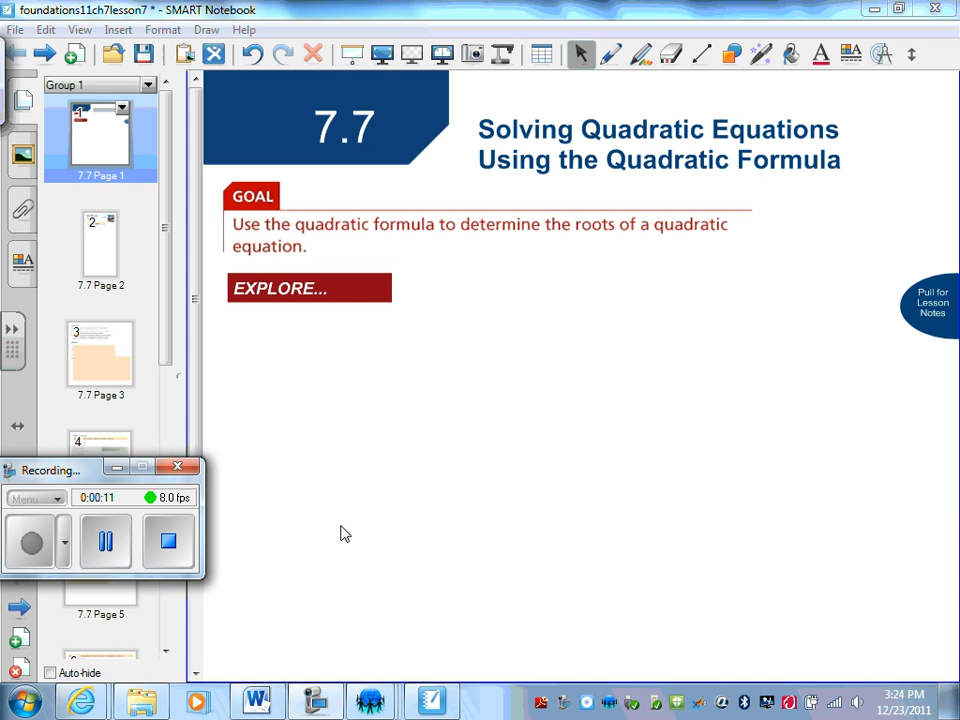 foundations11ch7lesson7 * - SMART Notebook
File Edit View Insert Format Draw Help
Group 1
1
7.7 Page 1
2
7.7 Page 2
3
7.7 Page 3
4
7.7
Solving Quadratic Equations
Using the Quadratic Formula
GOAL
Use the quadratic formula to determine the roots of a quadratic
equation.
EXPLORE...
Pull for
Lesson
Notes
Recording...
Menu 0:00:11 8.0 fps
7.7 Page 5
Auto-hide
3:24 PM
12/23/2011